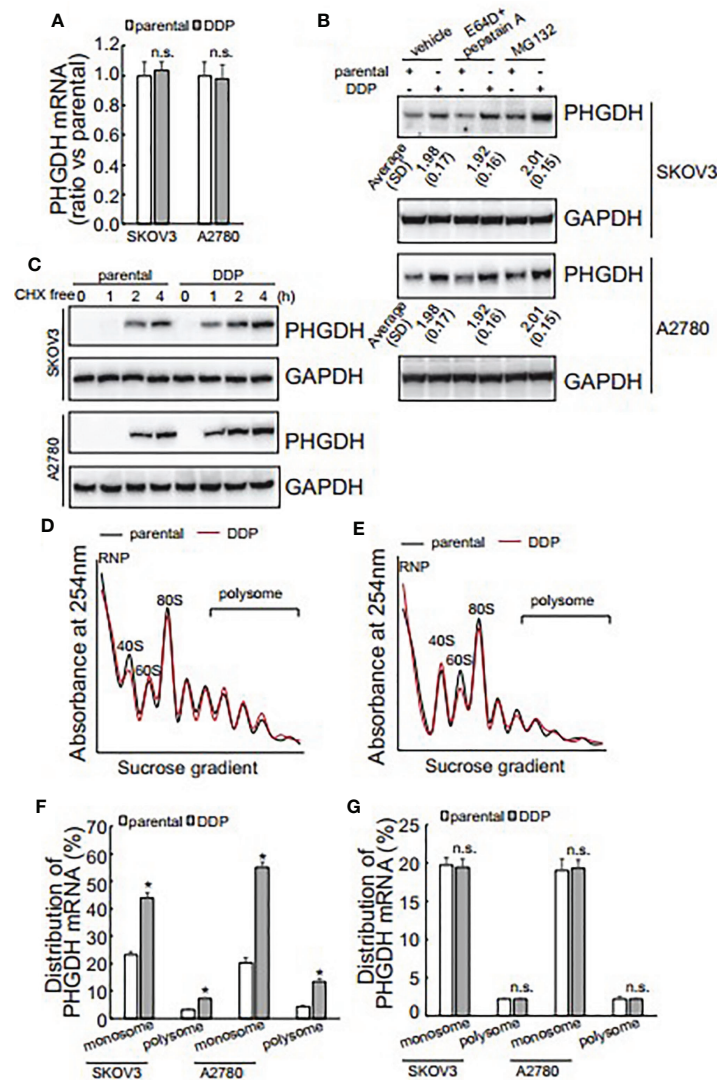 A
parental DDP
n.s. n.s.
PHGDH mRNA
(ratio vs parental)
1.2
1.0
0.8
0.6
0.4
0.2
0.0
SKOV3 A2780
B
vehicle E64D+ pepstain A MG132
parental + + +
DDP + + +
PHGDH
Average (SD) 1.98 (0.17) 1.92 (0.16) 2.01 (0.15)
GAPDH
SKOV3
PHGDH
Average (SD) 1.98 (0.17) 1.92 (0.16) 2.01 (0.15)
GAPDH
A2780
C
parental DDP
CHX free 0 1 2 4 0 1 2 4 (h)
SKOV3
PHGDH
GAPDH
A2780
PHGDH
GAPDH
D
parental DDP
RNP
40S
60S
80S
polysome
Absorbance at 254nm
Sucrose gradient
E
parental DDP
RNP
40S
60S
80S
polysome
Absorbance at 254nm
Sucrose gradient
F
parental DDP
Distribution of
PHGDH mRNA (%)
70
60
50
40
30
20
10
0
* * * *
monosome polysome monosome polysome
SKOV3 A2780
G
parental DDP
Distribution of
PHGDH mRNA (%)
25
20
15
10
5
0
n.s. n.s. n.s. n.s.
monosome polysome monosome polysome
SKOV3 A2780